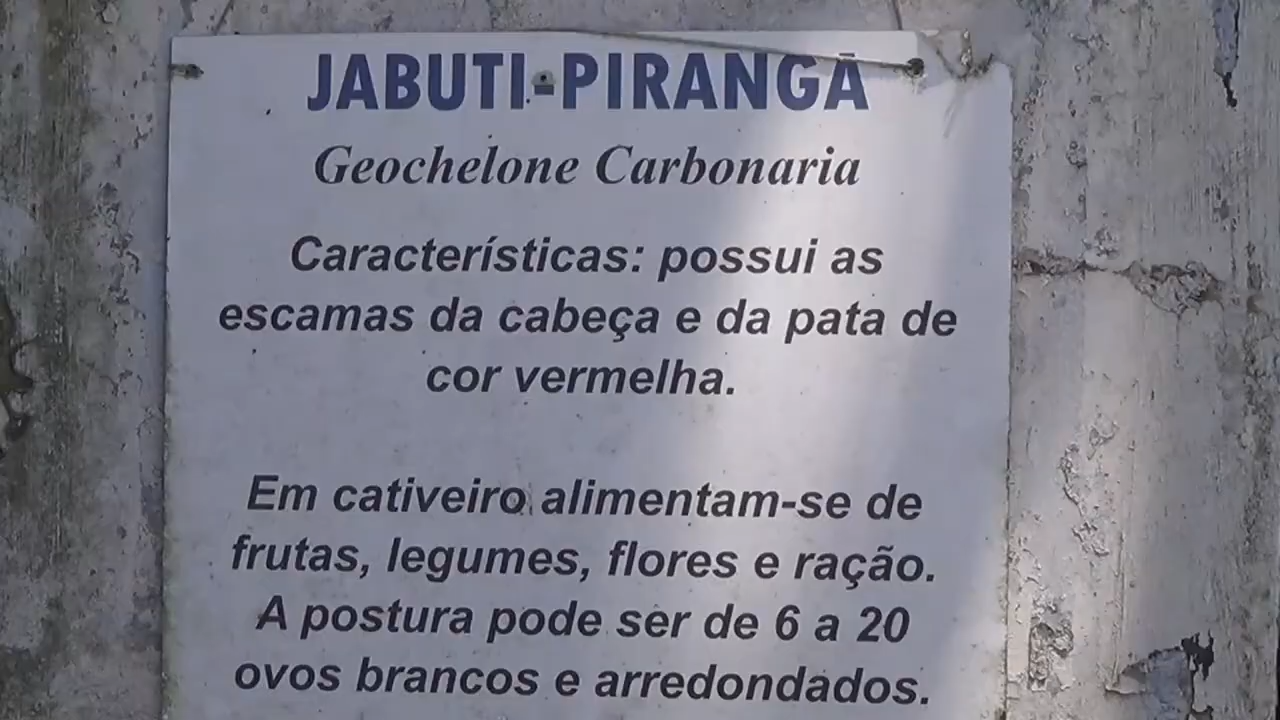 JABUTI-PIRANGA
Geochelone Carbonaria
Características: possui as
escamas da cabeça e da pata de
cor vermelha.
Em cativeiro alimentam-se de
frutas, legumes, flores e ração.
A postura pode ser de 6 a 20
ovos brancos e arredondados.